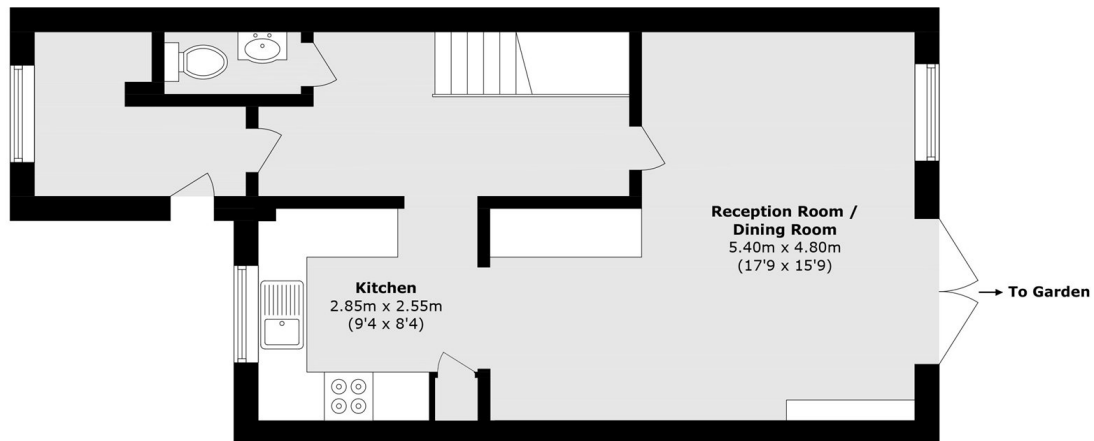 Reception Room /
Dining Room
5.40m x 4.80m
(17'9 x 15'9)
Kitchen
2.85m x 2.55m
(9'4 x 8'4)
To Garden